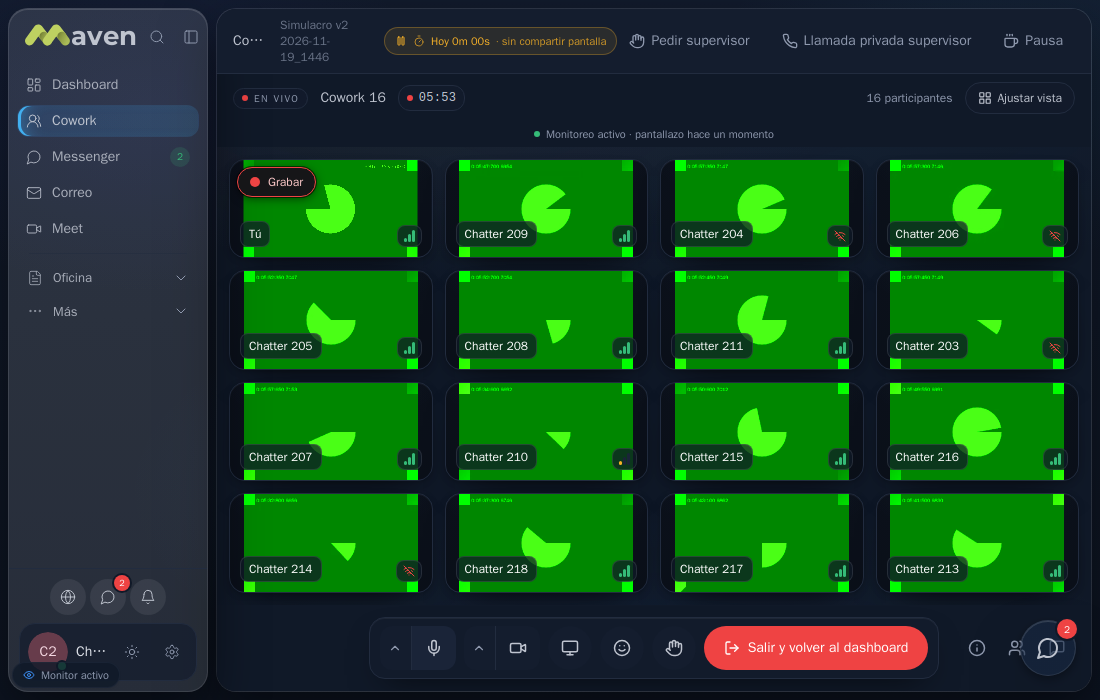 Maven
Dashboard
Cowork
Messenger
2
Correo
Meet
Oficina
Más
2
C2
Ch···
Monitor activo
Co···
Simulacro v2
2026-11-
19_1446
Hoy 0m 00s · sin compartir pantalla
Pedir supervisor
Llamada privada supervisor
Pausa
EN VIVO
Cowork 16
05:53
16 participantes
Ajustar vista
Monitoreo activo · pantallazo hace un momento
Grabar
Tú
Chatter 209
Chatter 204
Chatter 206
Chatter 205
Chatter 208
Chatter 211
Chatter 203
Chatter 207
Chatter 210
Chatter 215
Chatter 216
Chatter 214
Chatter 218
Chatter 217
Chatter 213
Salir y volver al dashboard
2